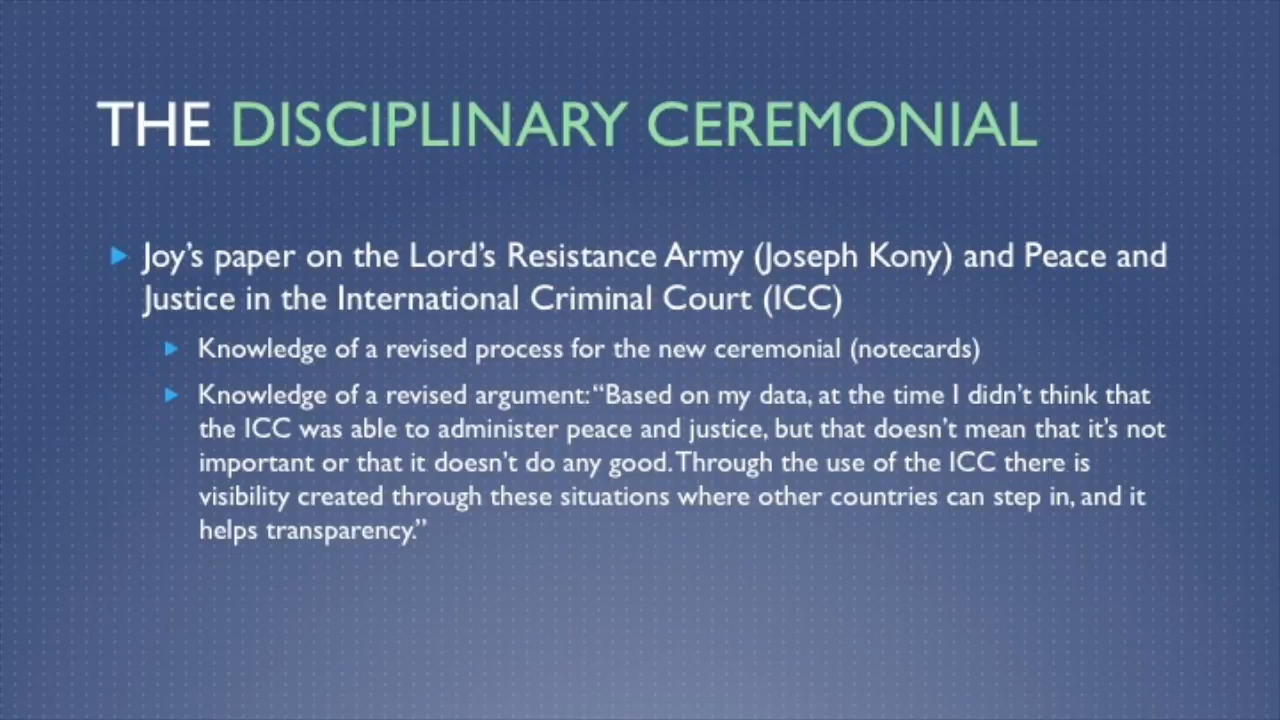 THE DISCIPLINARY CEREMONIAL
Joy's paper on the Lord's Resistance Army (Joseph Kony) and Peace and
Justice in the International Criminal Court (ICC)
Knowledge of a revised process for the new ceremonial (notecards)
Knowledge of a revised argument: “Based on my data, at the time I didn't think that
the ICC was able to administer peace and justice, but that doesn't mean that it's not
important or that it doesn't do any good. Through the use of the ICC there is
visibility created through these situations where other countries can step in, and it
helps transparency.”